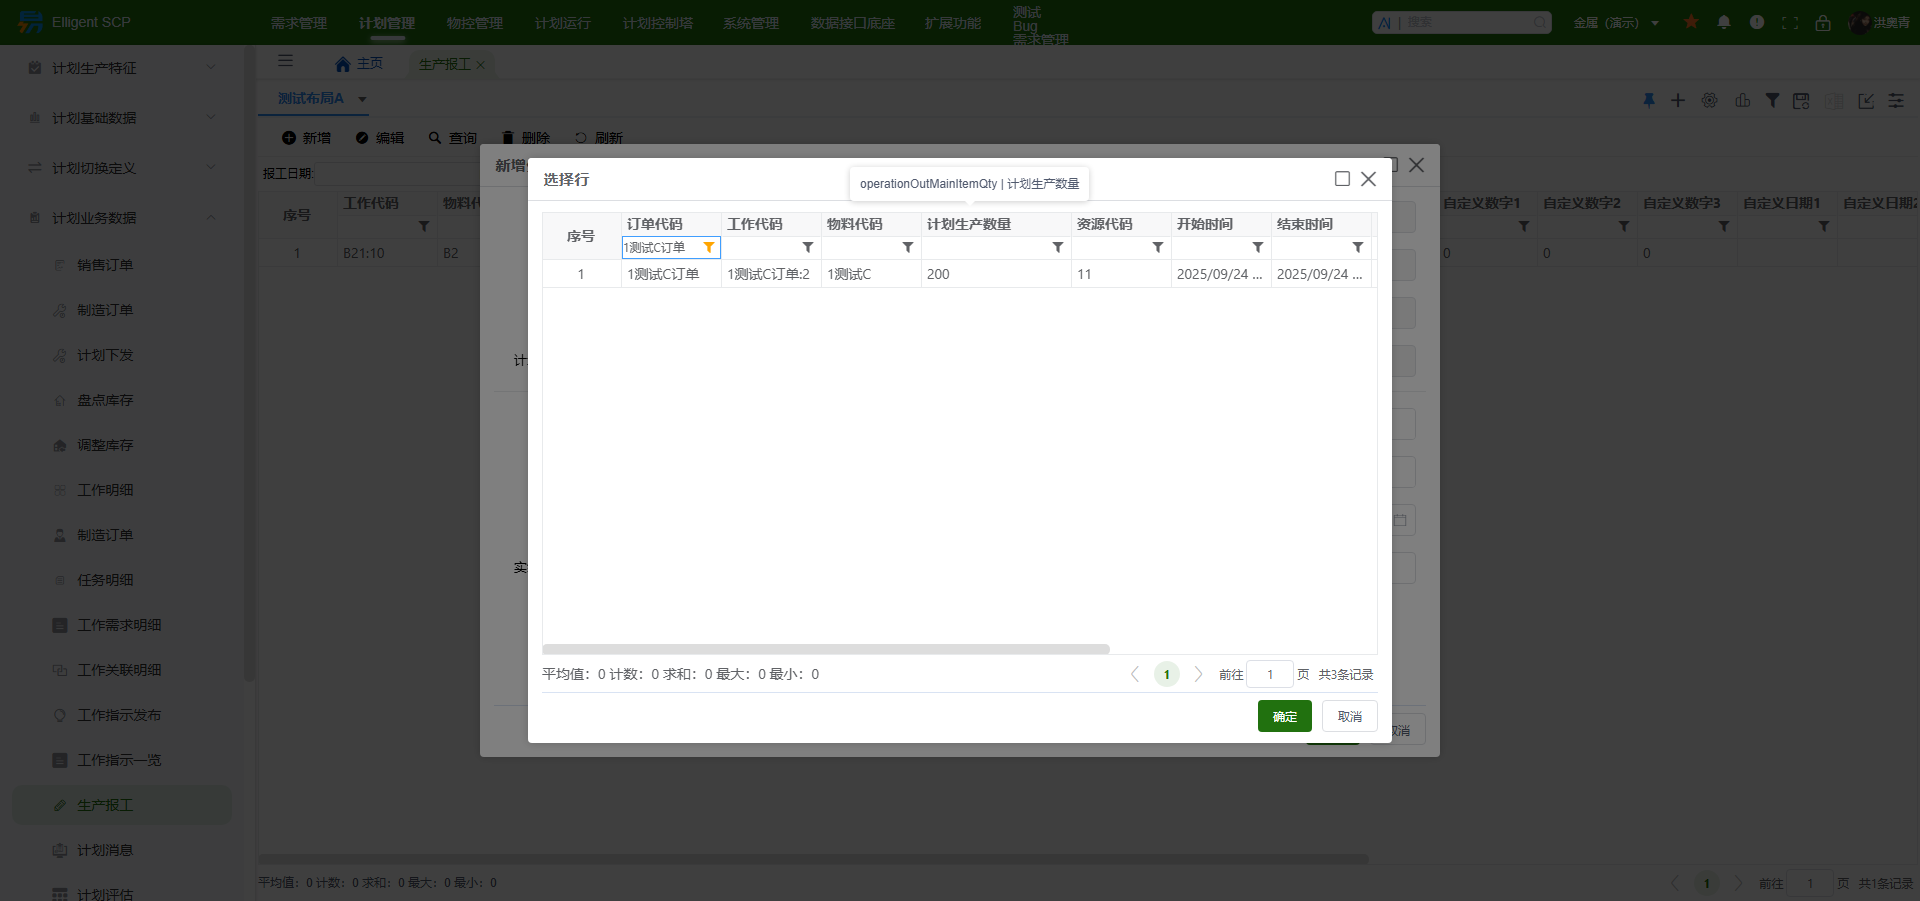 Elligent SCP
需求管理
计划管理
物控管理
计划运行
计划控制塔
系统管理
数据接口底座
扩展功能
测试
Bug
需求管理
搜索
金属（演示）
洪奥青
计划生产特征
计划基础数据
计划切换定义
计划业务数据
销售订单
制造订单
计划下发
盘点库存
调整库存
工作明细
制造订单
任务明细
工作需求明细
工作关联明细
工作指示发布
工作指示一览
生产报工
计划消息
计划评估
主页
生产报工
测试布局A
新增 编辑 查询 删除 刷新
报工日期:
序号 工作代码 物料代
自定义数字1 自定义数字2 自定义数字3 自定义日期1 自定义日期2
1 B21:10 B2
0 0 0
新增
计
实
取消
选择行
operationOutMainItemQty | 计划生产数量
序号 订单代码 工作代码 物料代码 计划生产数量 资源代码 开始时间 结束时间
1测试C订单
1 1测试C订单 1测试C订单:2 1测试C 200 11 2025/09/24 ... 2025/09/24 ...
平均值：0 计数：0 求和：0 最大：0 最小：0
1 前往 1 页 共3条记录
确定 取消
平均值：0 计数：0 求和：0 最大：0 最小：0
1 前往 1 页 共1条记录